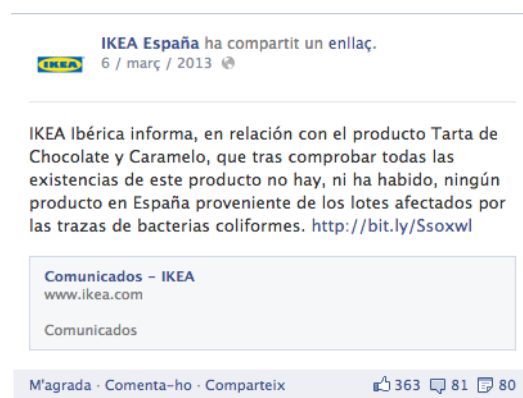 IKEA España ha compartit un enllaç.
IKEA
6 / març / 2013
IKEA Ibérica informa, en relación con el producto Tarta de
Chocolate y Caramelo, que tras comprobar todas las
existencias de este producto no hay, ni ha habido, ningún
producto en España proveniente de los lotes afectados por
las trazas de bacterias coliformes. http://bit.ly/Ssoxwl
Comunicados – IKEA
www.ikea.com
Comunicados
M'agrada · Comenta-ho · Comparteix 363 81 80